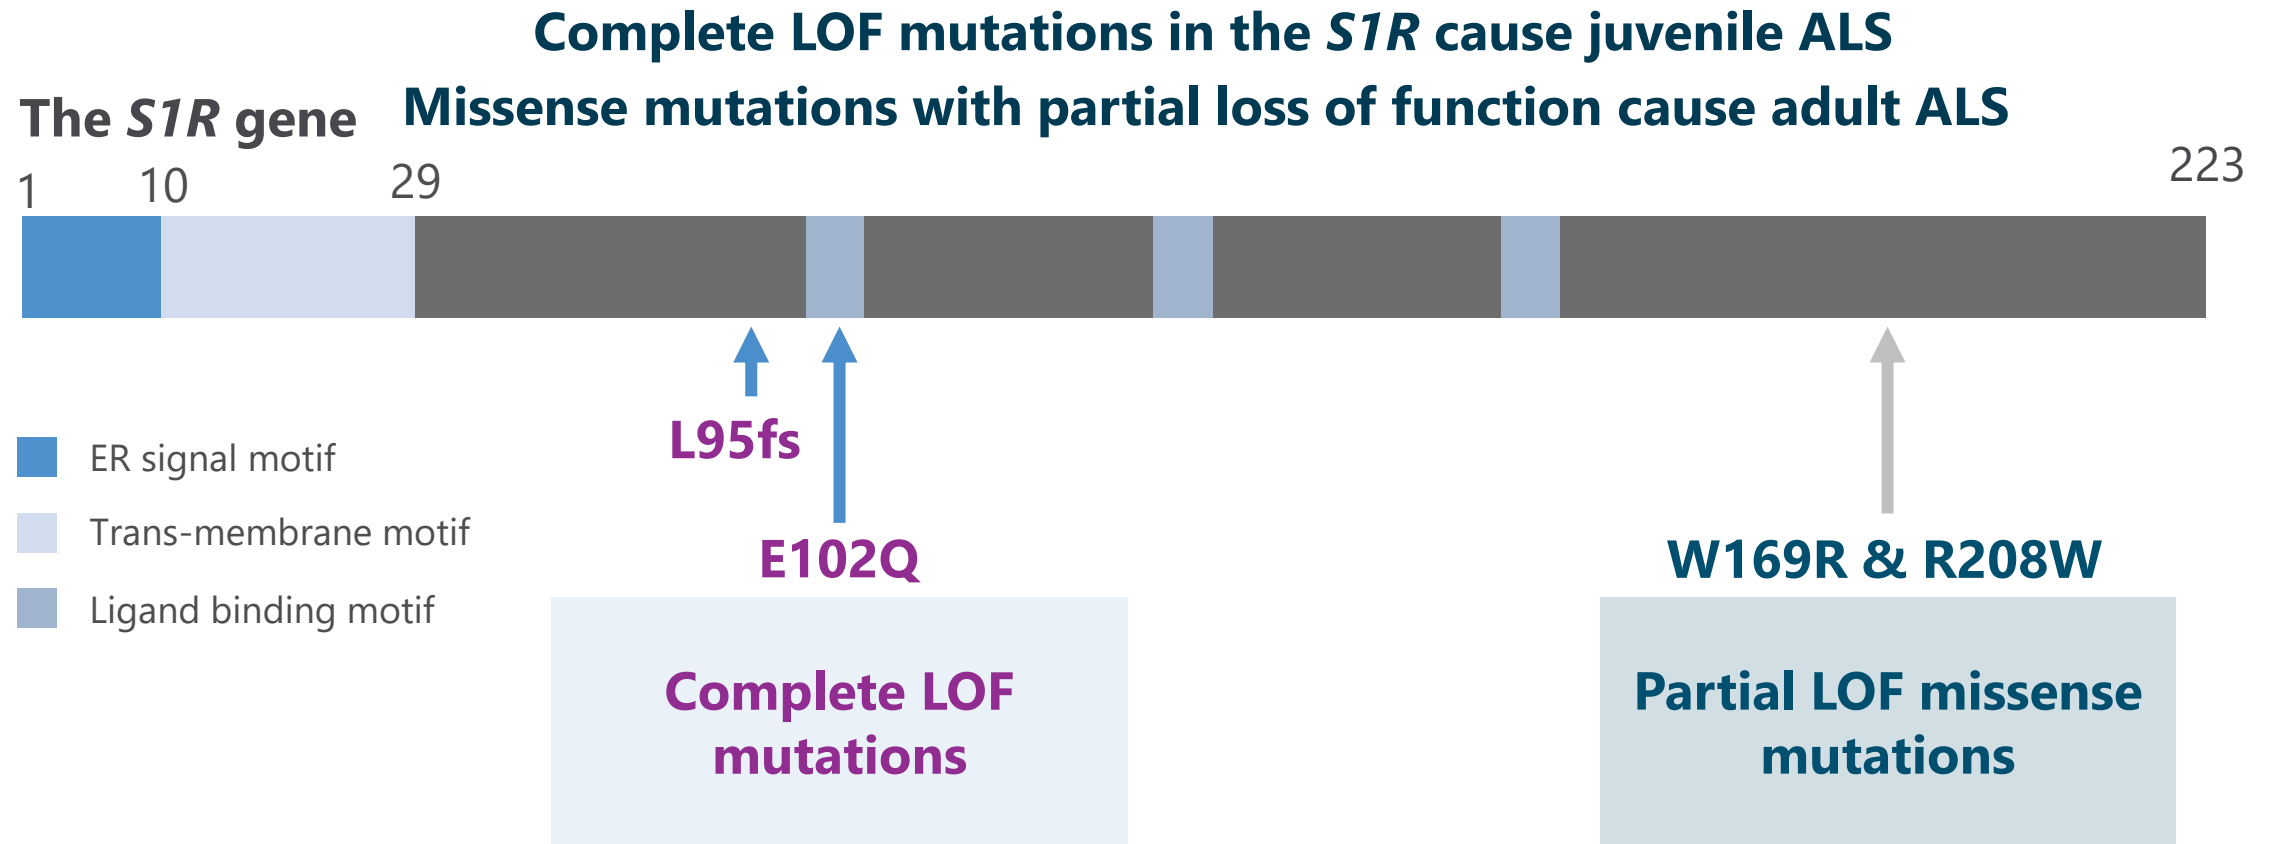 Complete LOF mutations in the S1R cause juvenile ALS
Missense mutations with partial loss of function cause adult ALS
The S1R gene
1
10
29
223
L95fs
E102Q
W169R & R208W
ER signal motif
Trans-membrane motif
Ligand binding motif
Complete LOF
mutations
Partial LOF missense
mutations